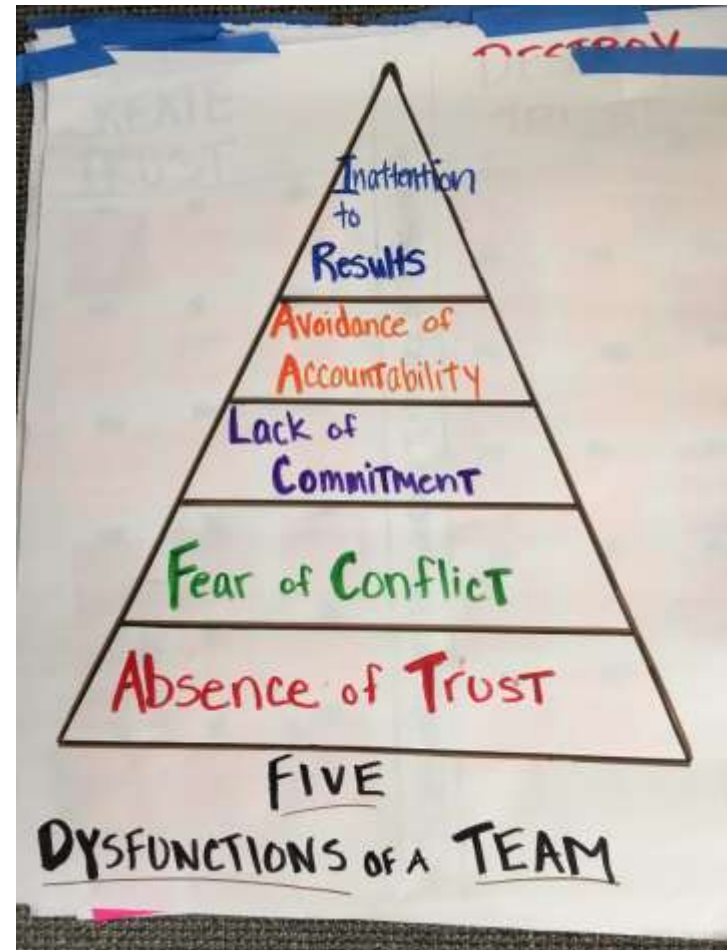 DESTROY
Inattention
to
Results
Avoidance of
Accountability
Lack of
Commitment
Fear of Conflict
Absence of Trust
FIVE
DYSFUNCTIONS OF A TEAM